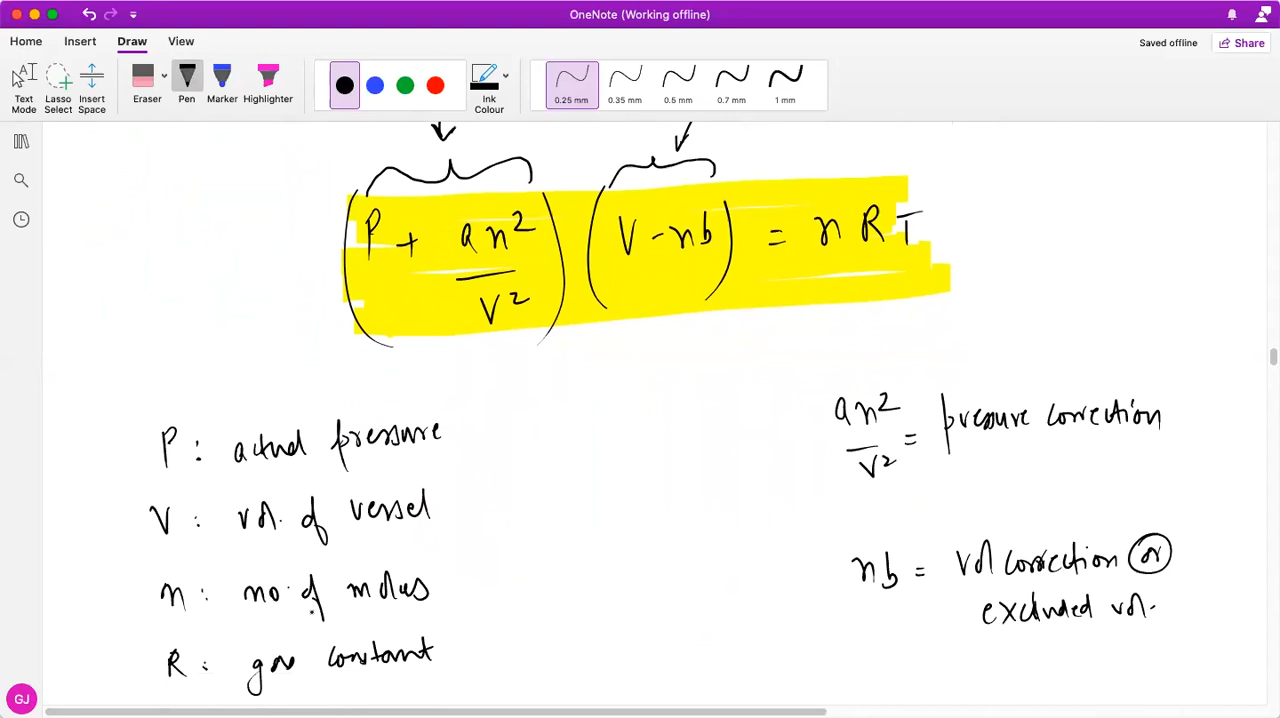 OneNote (Working offline)
Home Insert Draw View
Saved offline
Share
Text Mode
Lasso Select
Insert Space
Eraser
Pen
Marker
Highlighter
Ink Colour
0.25 mm
0.35 mm
0.5 mm
0.7 mm
1 mm
(P + an²/V²) (V - nb) = nRT
P : actual pressure
V : vol. of vessel
n : no. of moles
R : gas constant
an²/V² = pressure correction
nb = vol correction or
excluded vol.
GJ